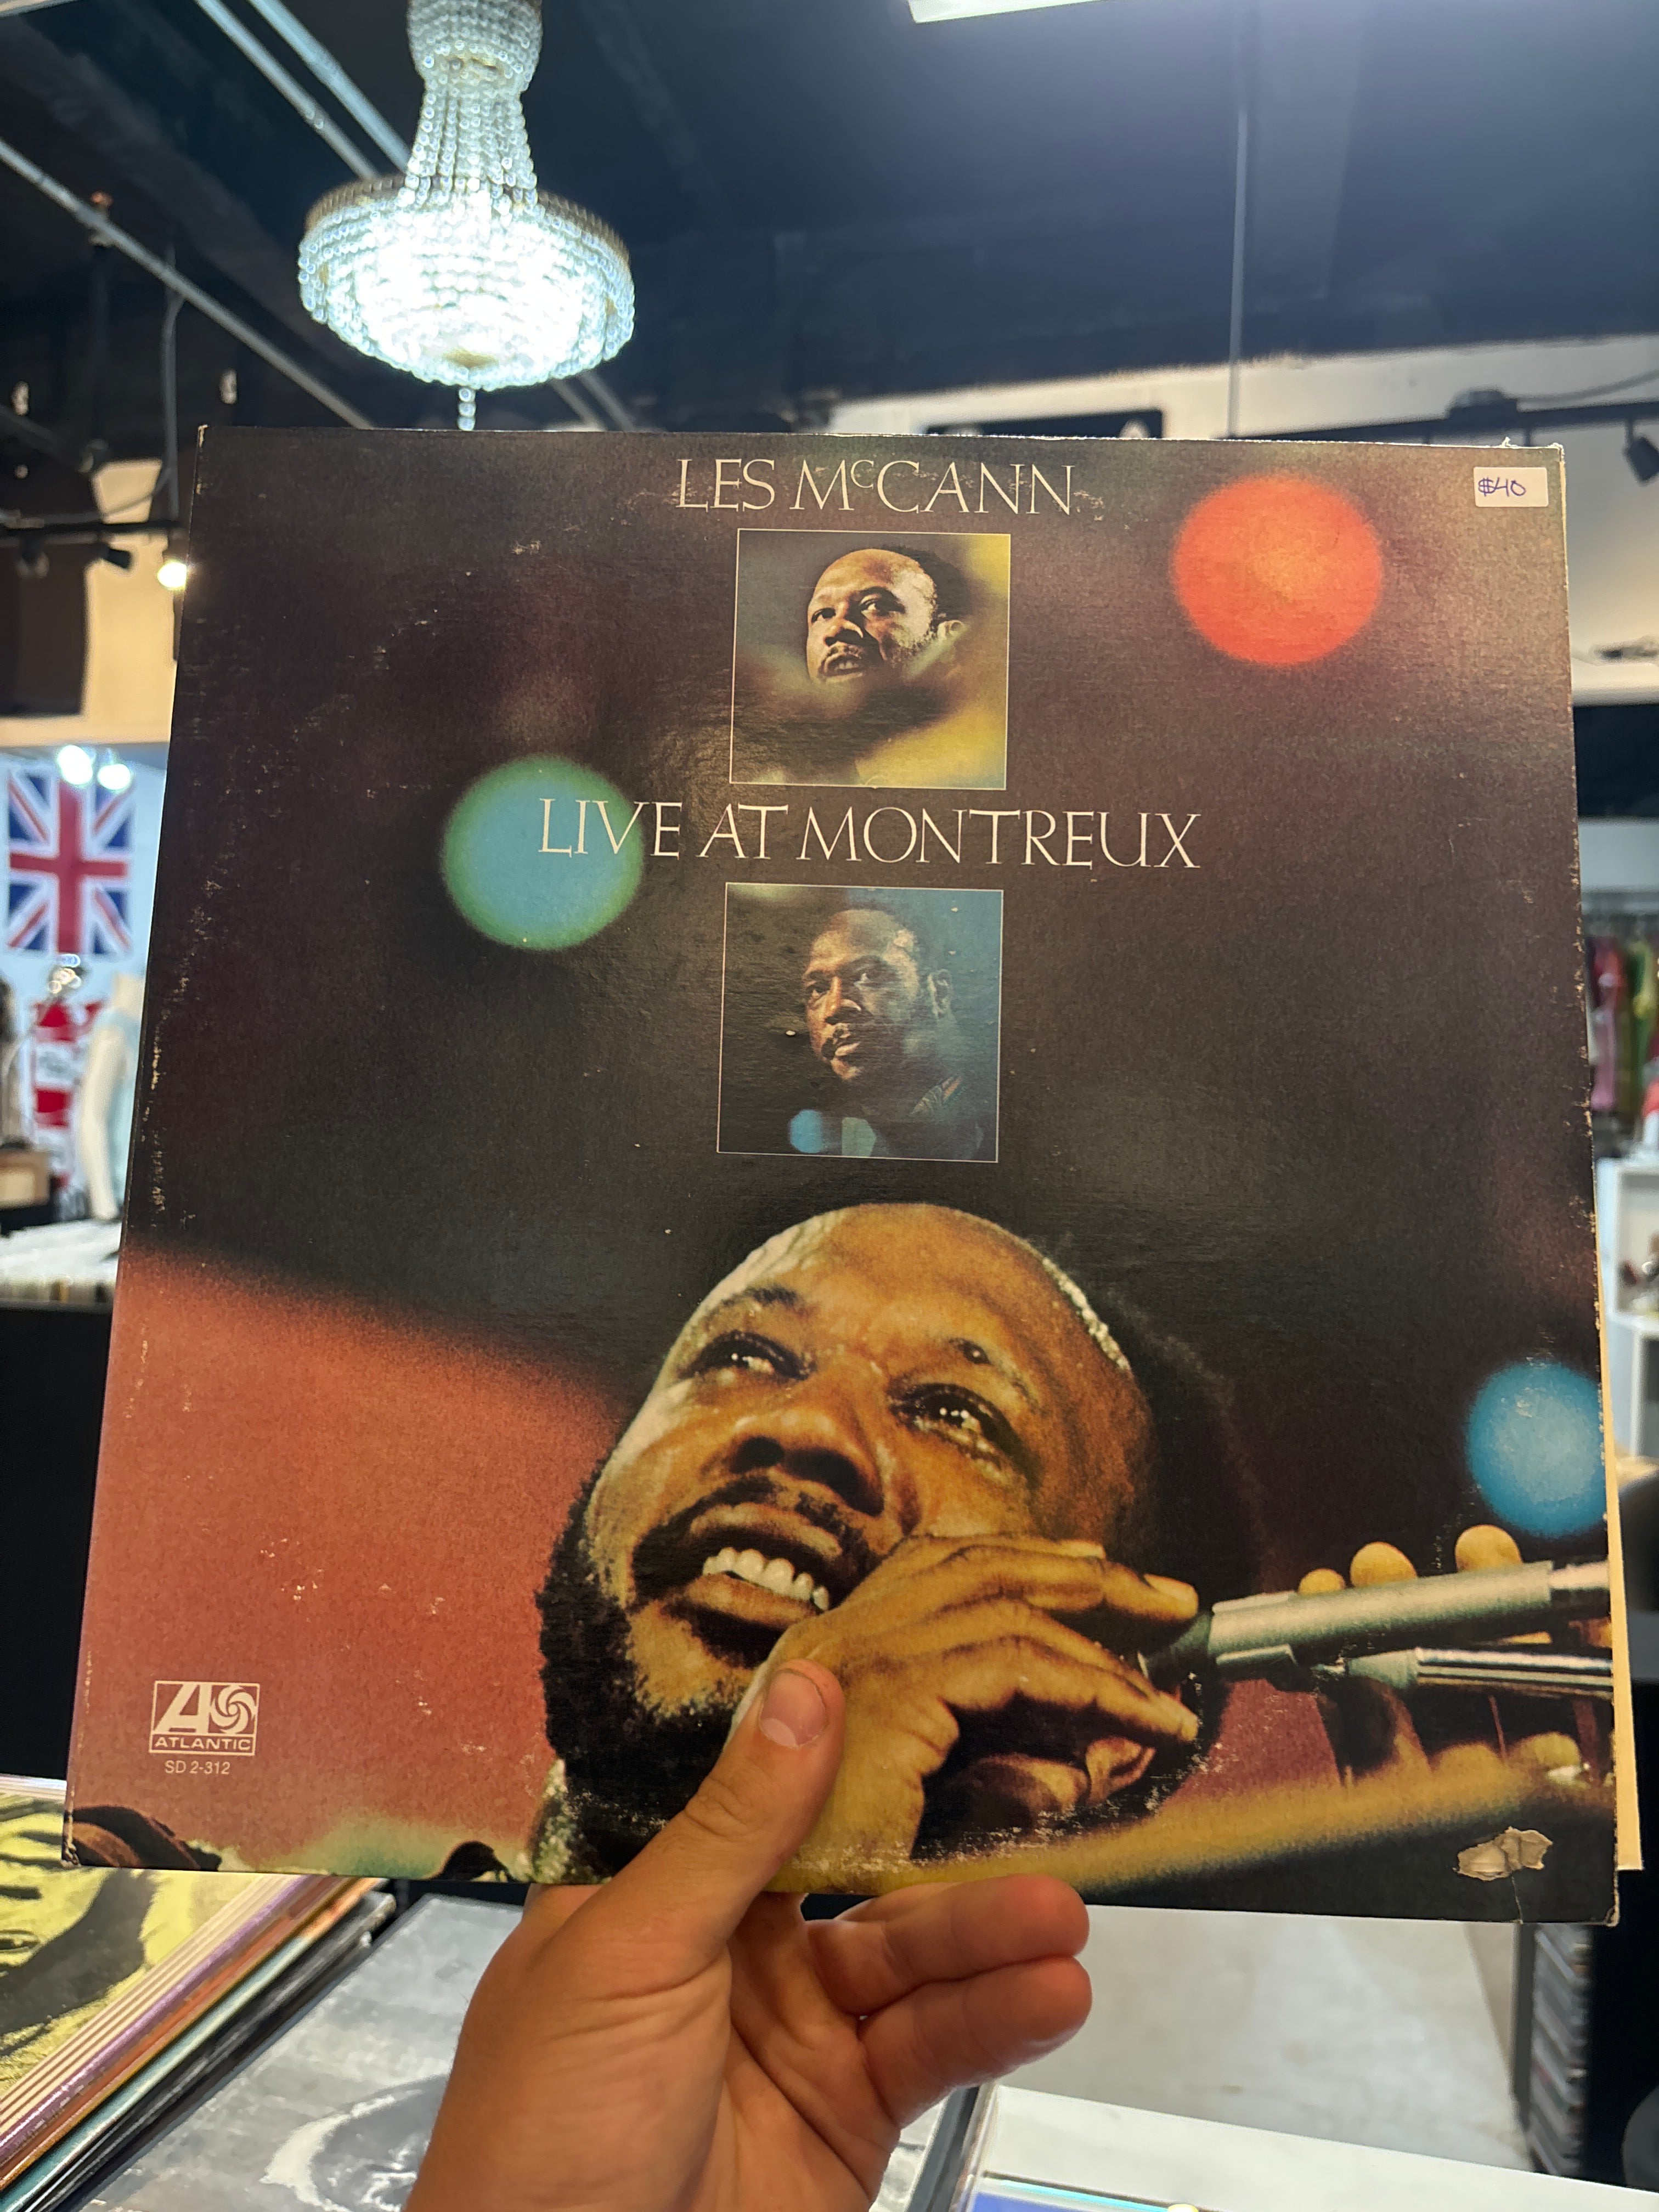 LES McCANN
$40
LIVE AT MONTREUX
ATLANTIC
SD 2-312